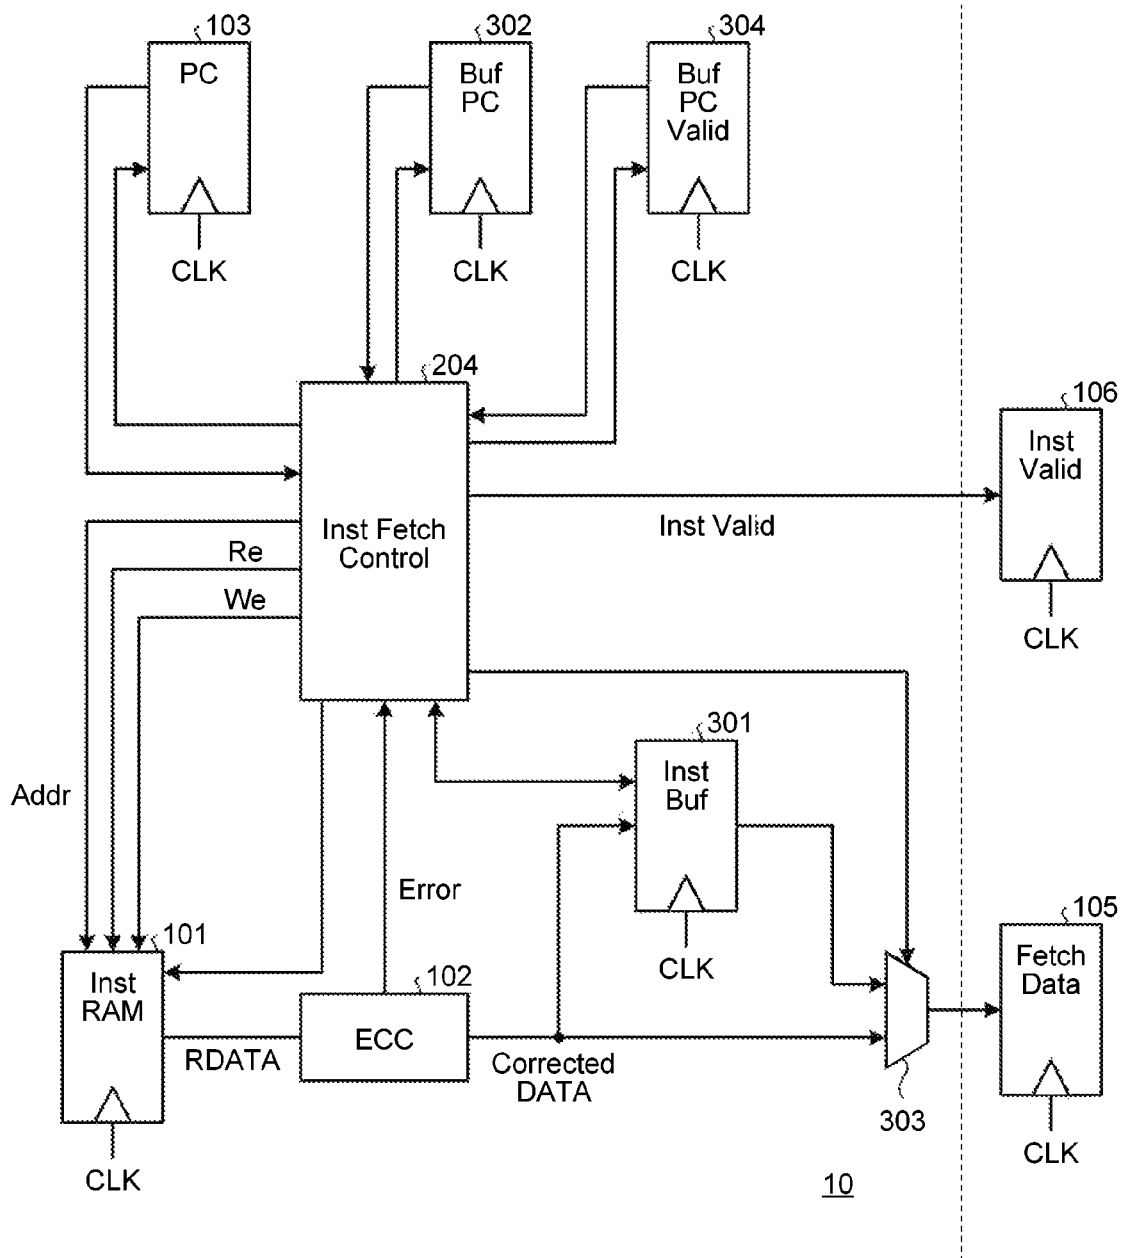 103
302
304
PC
Buf
PC
Buf
PC
Valid
CLK
CLK
CLK
204
106
Inst
Valid
Inst Fetch
Control
Inst Valid
Re
We
CLK
301
Inst
Buf
Addr
Error
105
101
CLK
Fetch
Data
Inst
RAM
102
ECC
RDATA
Corrected
DATA
303
CLK
CLK
10